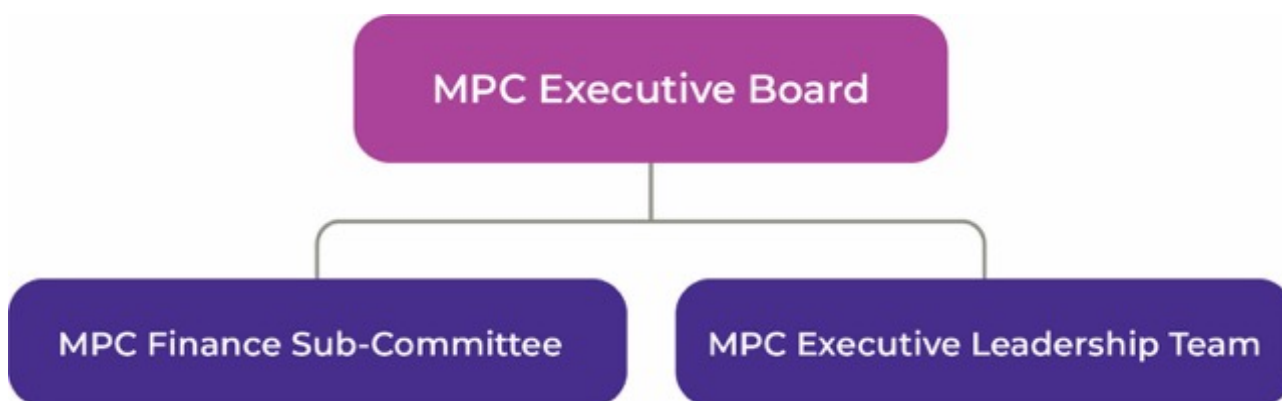 MPC Executive Board
MPC Finance Sub-Committee
MPC Executive Leadership Team